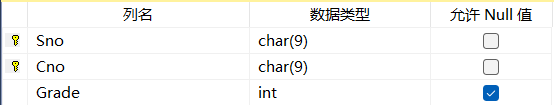 列名 数据类型 允许 Null 值
Sno char(9)
Cno char(9)
Grade int